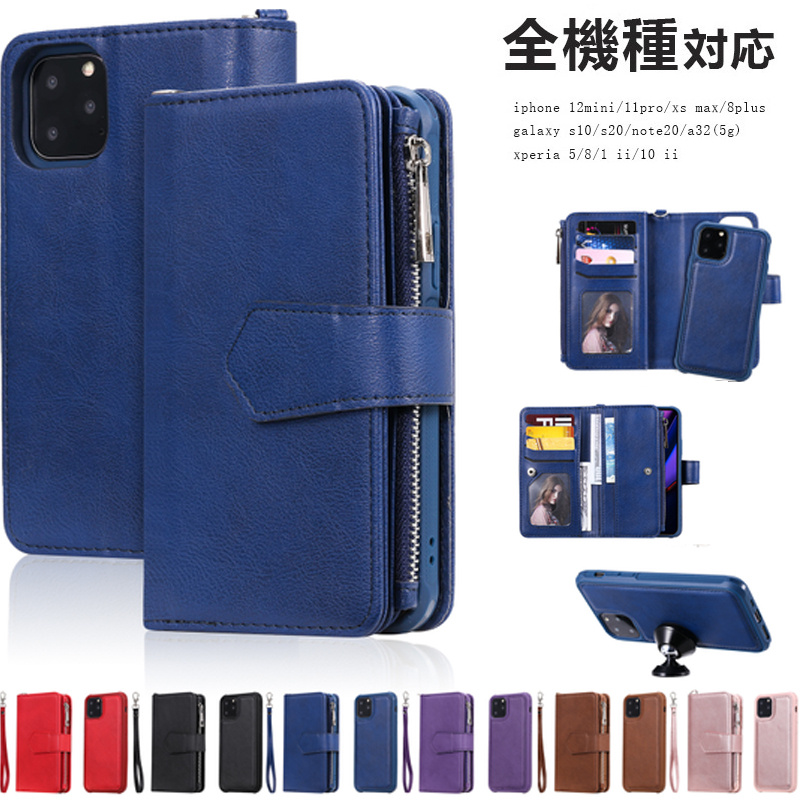 全機種対応
iphone 12mini/11pro/xs max/8plus
galaxy s10/s20/note20/a32(5g)
xperia 5/8/1 ii/10 ii